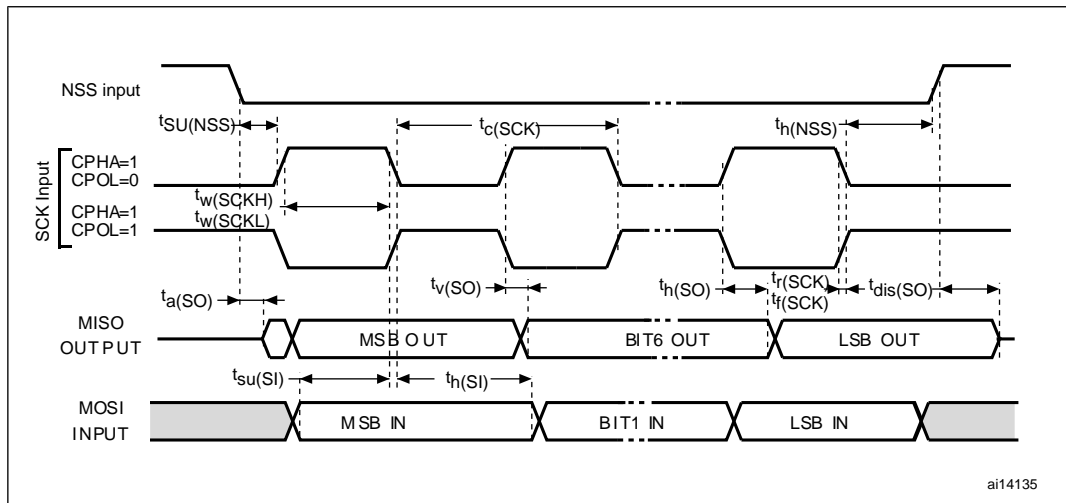 NSS input
tSU(NSS)
tc(SCK)
th(NSS)
SCK Input
CPHA=1
CPOL=0
tw(SCKH)
CPHA=1
tw(SCKL)
CPOL=1
ta(SO)
tv(SO)
th(SO)
tr(SCK)
tf(SCK)
tdis(SO)
MISO
OUTPUT
MSB OUT
BIT6 OUT
LSB OUT
tsu(SI)
th(SI)
MOSI
INPUT
MSB IN
BIT1 IN
LSB IN
ai14135